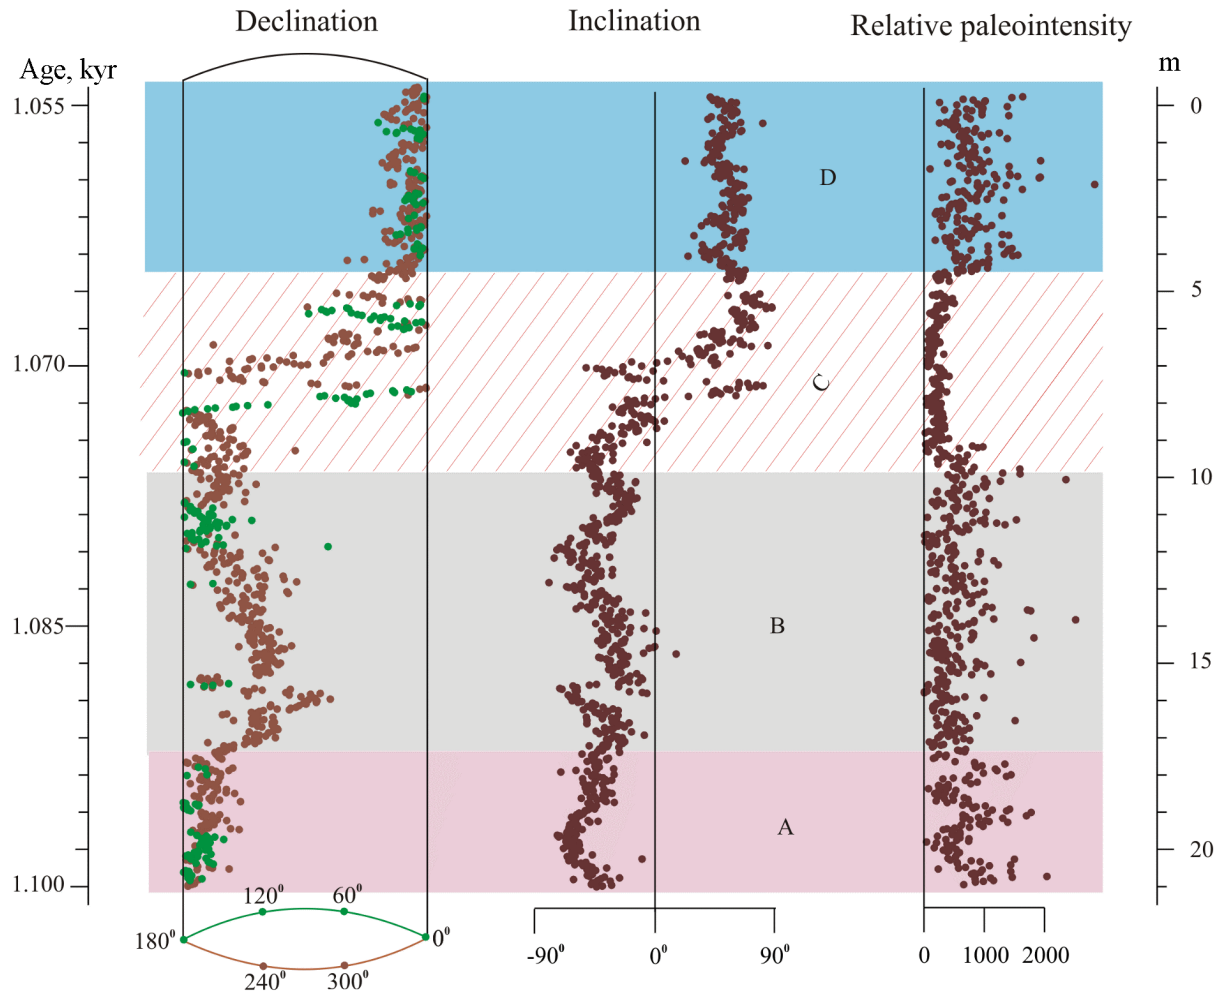 Declination
Inclination
Relative paleointensity
Age, kyr
m
1.055
0
D
5
1.070
C
10
1.085
B
15
A
20
1.100
120⁰
60⁰
180⁰
0⁰
240⁰
300⁰
-90⁰
0⁰
90⁰
0
1000
2000